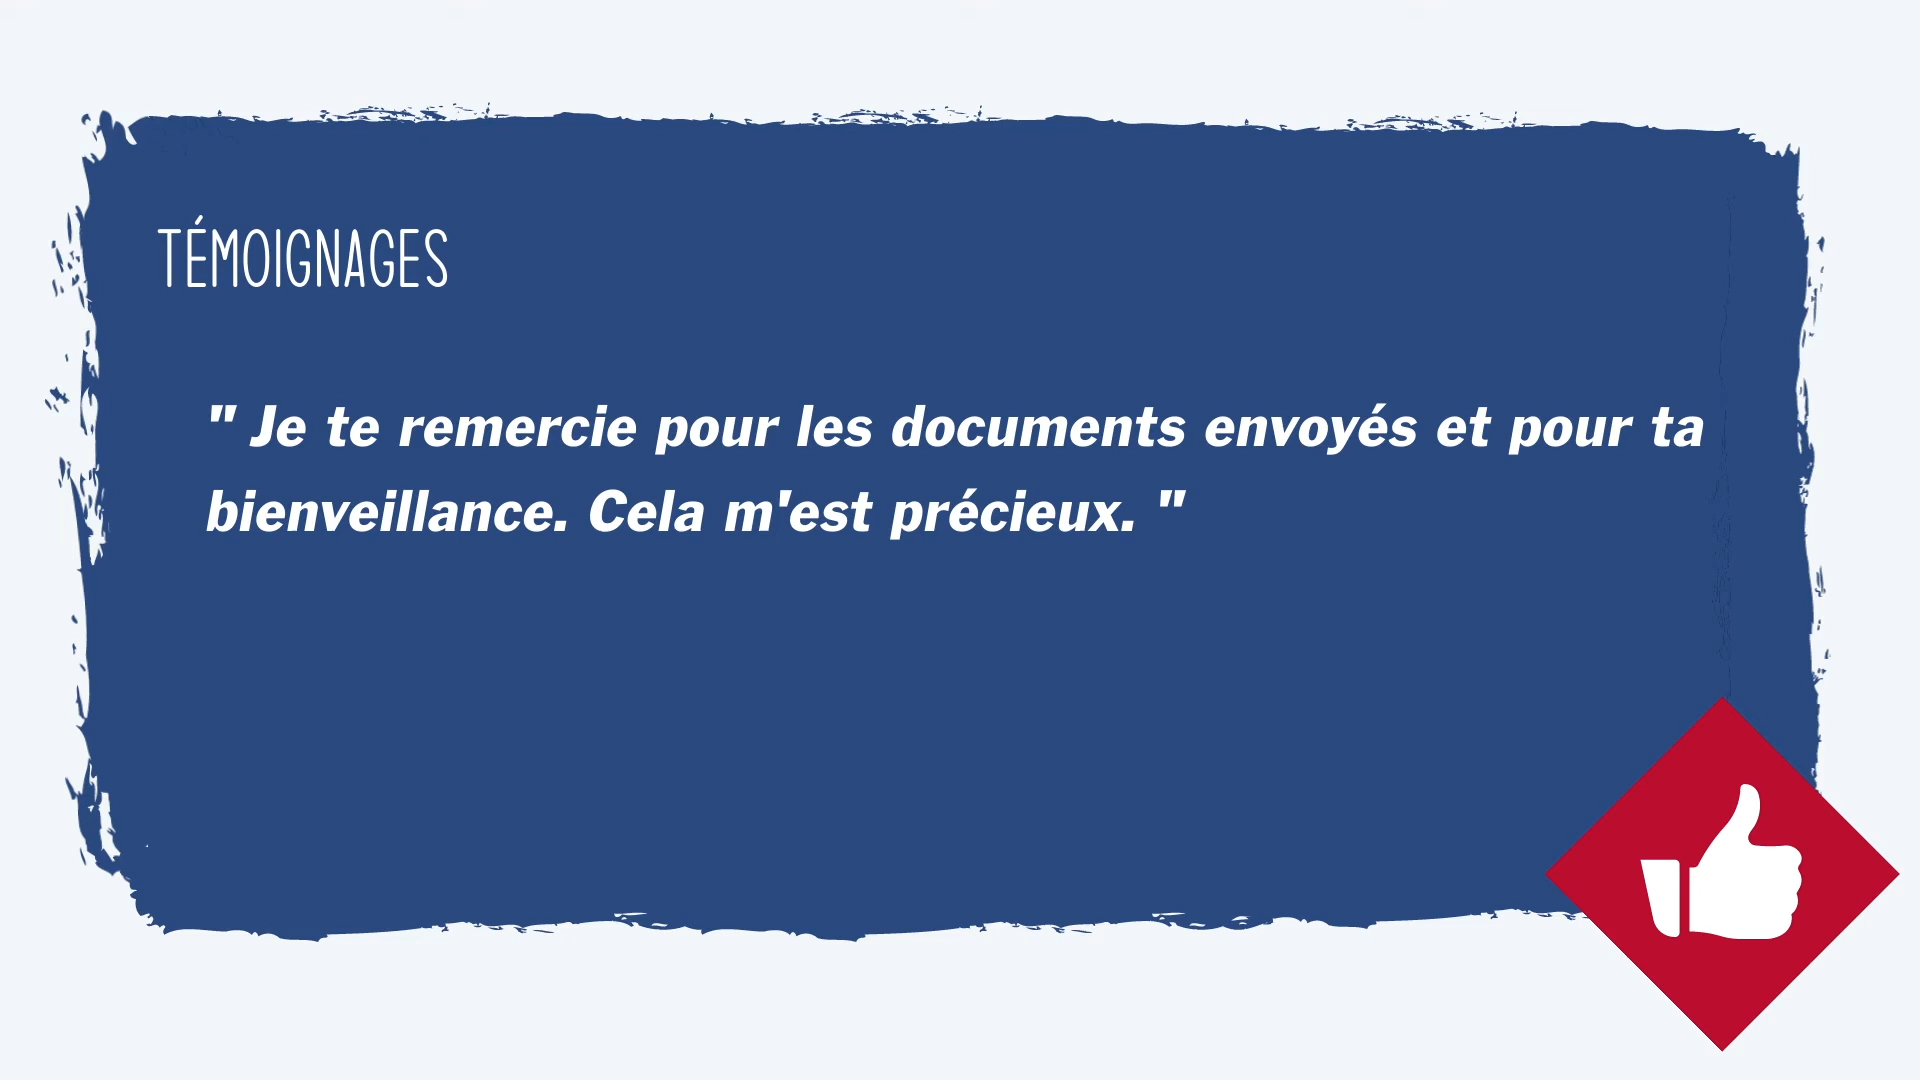 TÉMOIGNAGES
" Je te remercie pour les documents envoyés et pour ta
bienveillance. Cela m'est précieux. "